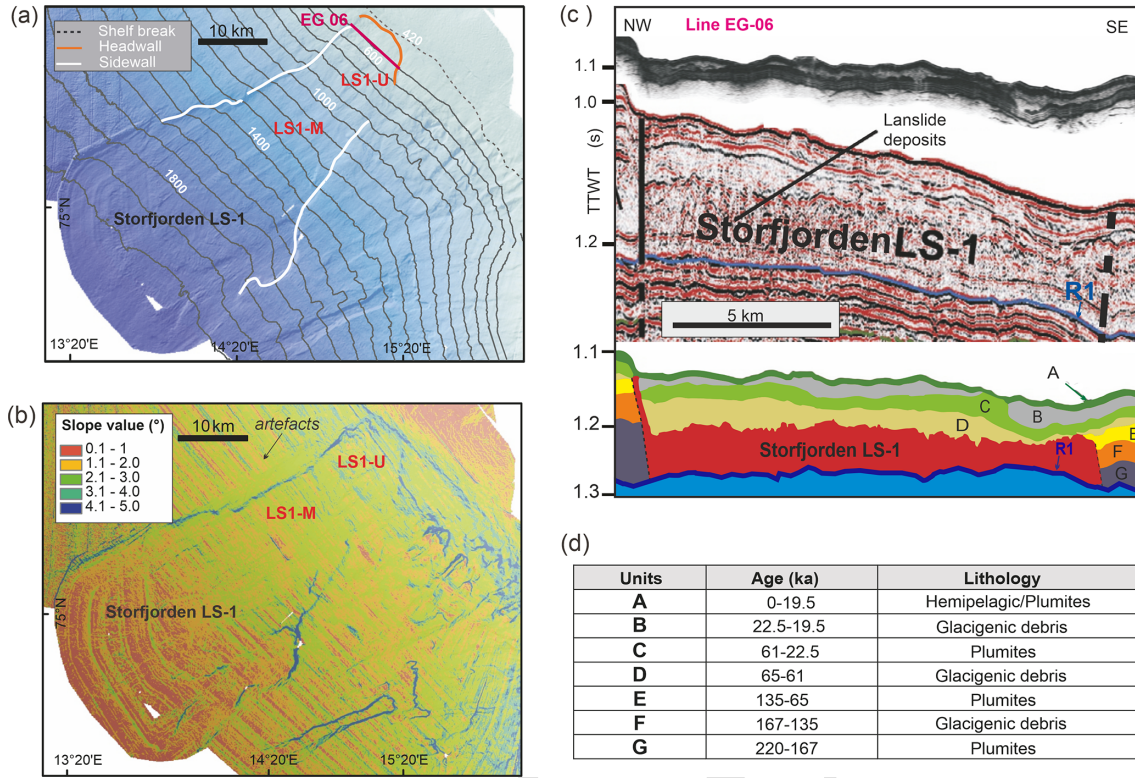 (a)
Shelf break
Headwall
Sidewall
10 km
EG 06
420
600
LS1-U
1000
LS1-M
1400
1800
75°N
Storfjorden LS-1
13°20'E
14°20'E
15°20'E
(b)
Slope value (°)
0.1 - 1
1.1 - 2.0
2.1 - 3.0
3.1 - 4.0
4.1 - 5.0
10 km
artefacts
LS1-U
LS1-M
Storfjorden LS-1
75°N
13°20'E
14°20'E
15°20'E
(c)
Line EG-06
NW
SE
1.1
1.0
TTWT (s)
1.2
Lanslide
deposits
StorfjordenLS-1
R1
5 km
1.1
1.2
1.3
A
B
C
D
E
F
G
Storfjorden LS-1
R1
(d)
Units Age (ka) Lithology
A 0-19.5 Hemipelagic/Plumites
B 22.5-19.5 Glacigenic debris
C 61-22.5 Plumites
D 65-61 Glacigenic debris
E 135-65 Plumites
F 167-135 Glacigenic debris
G 220-167 Plumites